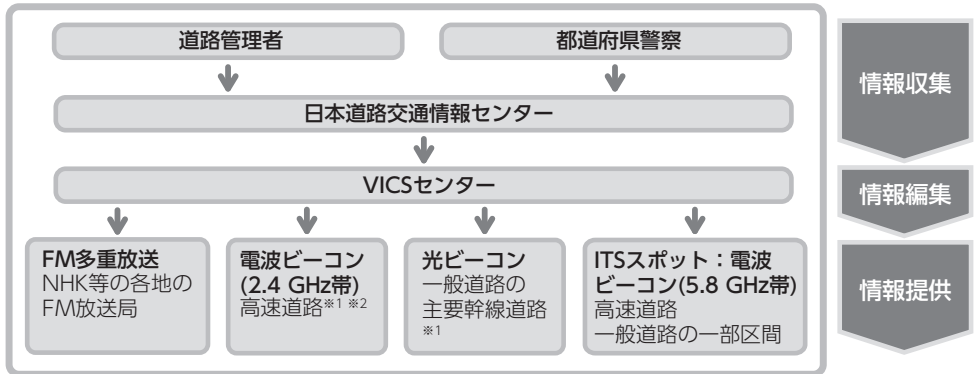 道路管理者
都道府県警察
日本道路交通情報センター
VICSセンター
FM多重放送
NHK等の各地の
FM放送局
電波ビーコン
(2.4 GHz帯)
高速道路※1 ※2
光ビーコン
一般道路の
主要幹線道路
※1
ITSスポット：電波
ビーコン(5.8 GHz帯)
高速道路
一般道路の一部区間
情報収集
情報編集
情報提供